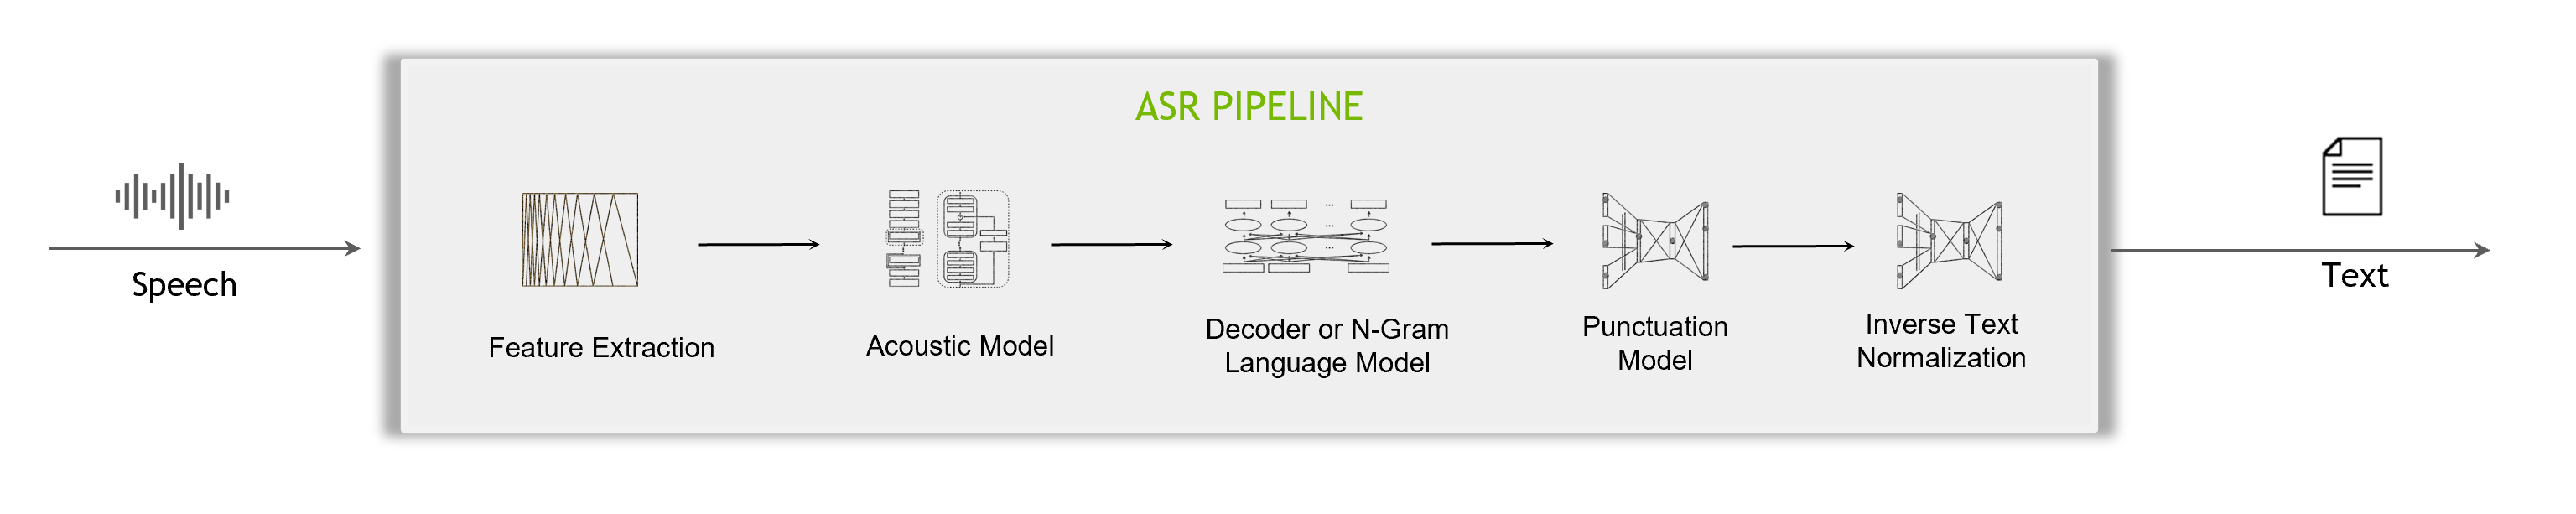 ASR PIPELINE
Speech
Feature Extraction
Acoustic Model
Decoder or N-Gram
Language Model
Punctuation
Model
Inverse Text
Normalization
Text